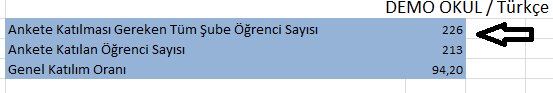 DEMO OKUL / Türkçe
Ankete Katılması Gereken Tüm Şube Öğrenci Sayısı 226
Ankete Katılan Öğrenci Sayısı 213
Genel Katılım Oranı 94,20